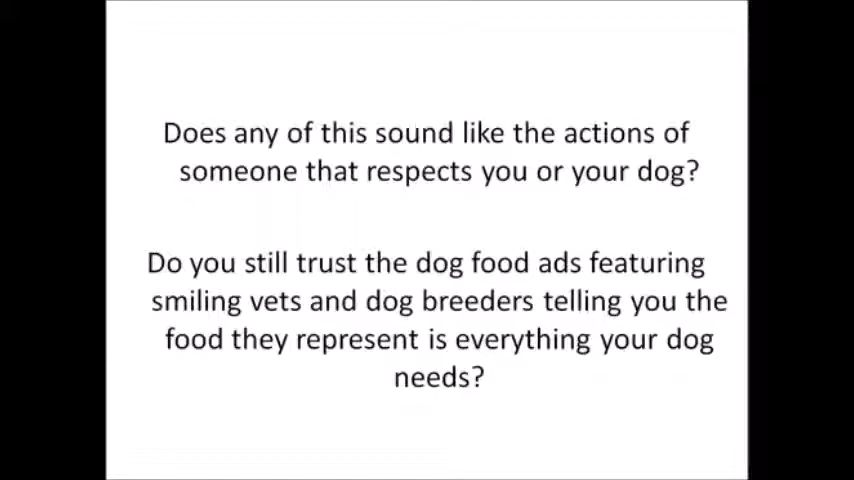 Does any of this sound like the actions of
someone that respects you or your dog?
Do you still trust the dog food ads featuring
smiling vets and dog breeders telling you the
food they represent is everything your dog
needs?